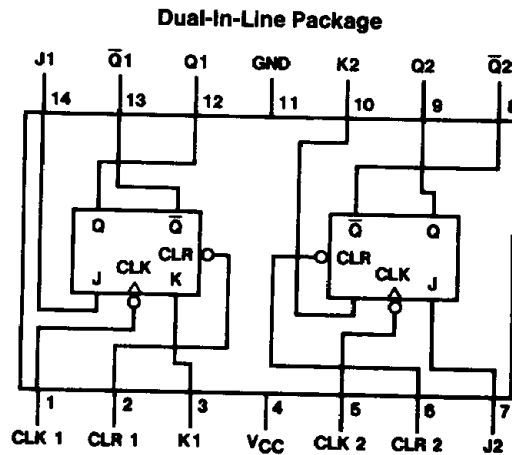 Dual-In-Line Package
J1 Q̅1 Q1 GND K2 Q2 Q̅2
14 13 12 11 10 9 8
Q Q̅ Q̅ Q
CLR CLR
CLK CLK
J K J
1 2 3 4 5 6 7
CLK 1 CLR 1 K1 VCC CLK 2 CLR 2 J2